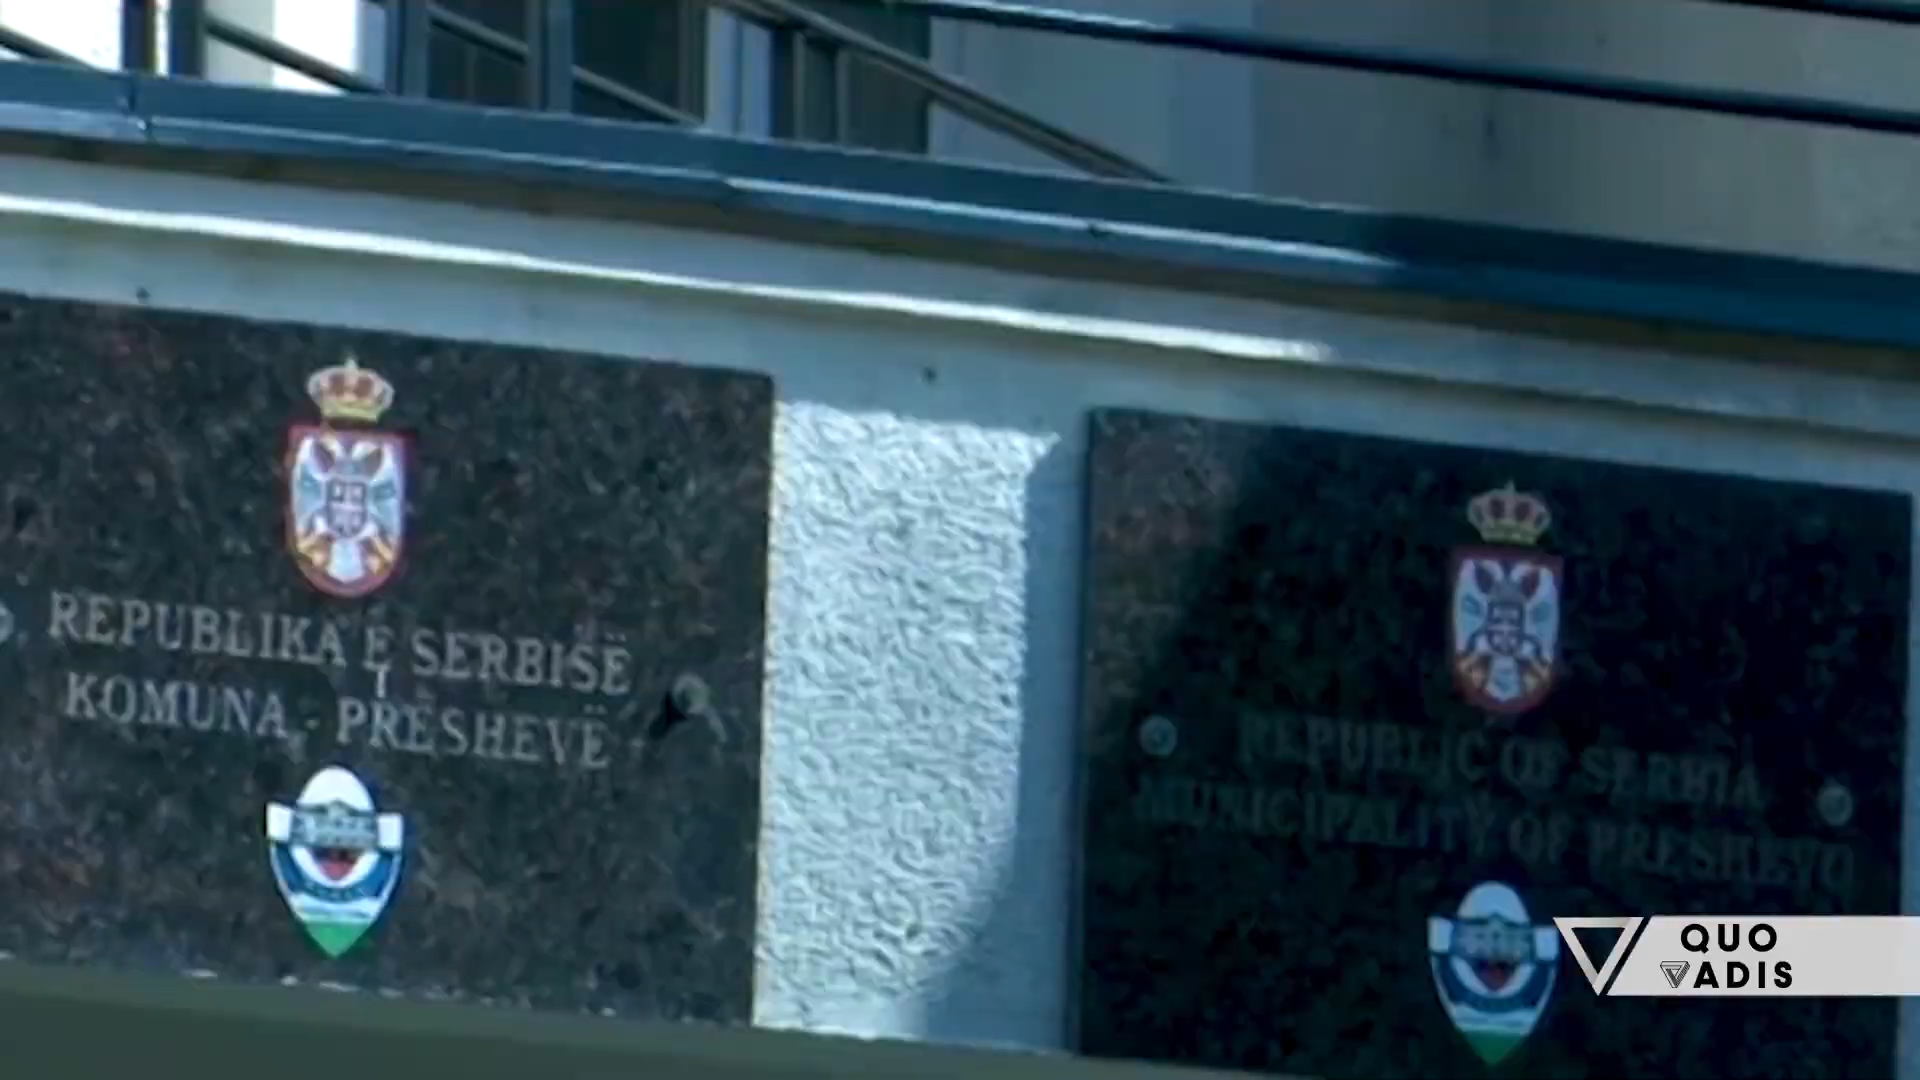 REPUBLIKA E SERBISË
KOMUNA - PRESHEVË
REPUBLIC OF SERBIA
MUNICIPALITY OF PRESHEVO
QUO
VADIS